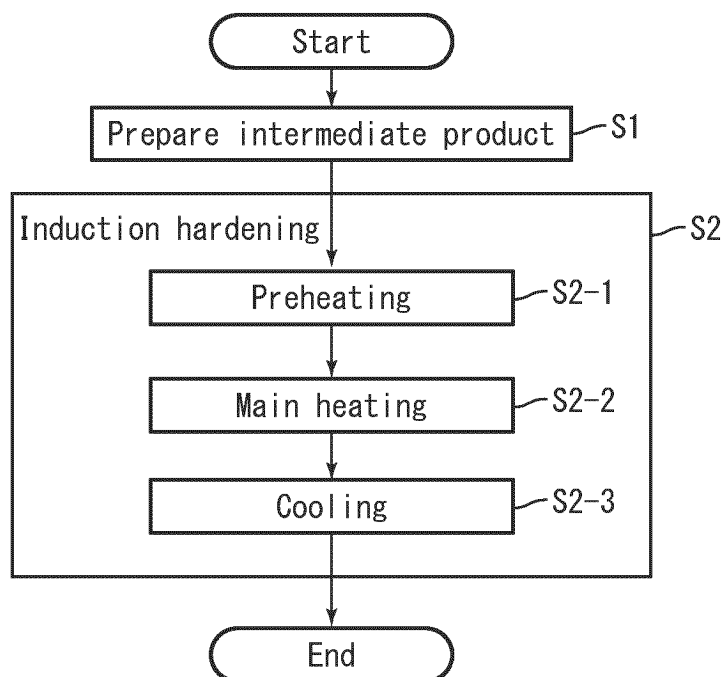 Start
Prepare intermediate product
S1
Induction hardening
S2
Preheating
S2-1
Main heating
S2-2
Cooling
S2-3
End